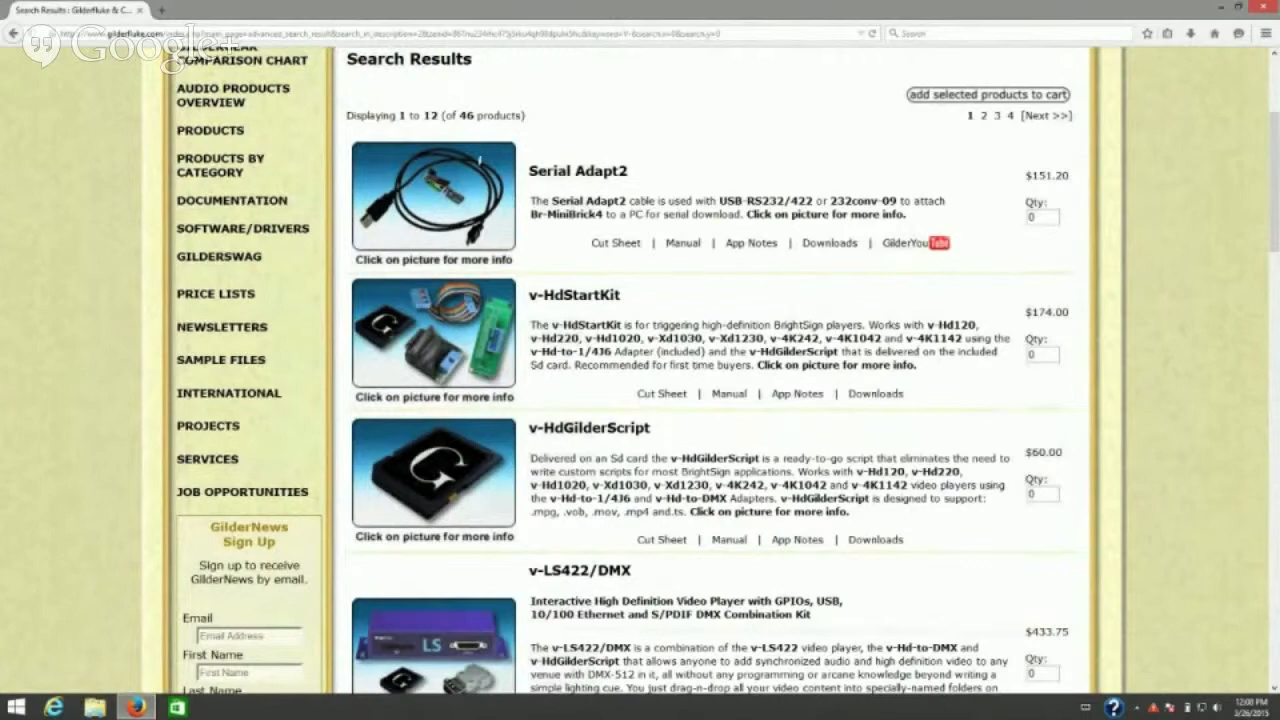 Search Results : Gilderfluke & C...
Search
Google+
COMPARISON CHART
AUDIO PRODUCTS
OVERVIEW
PRODUCTS
PRODUCTS BY
CATEGORY
DOCUMENTATION
SOFTWARE/DRIVERS
GILDERSWAG
PRICE LISTS
NEWSLETTERS
SAMPLE FILES
INTERNATIONAL
PROJECTS
SERVICES
JOB OPPORTUNITIES
GilderNews
Sign Up
Sign up to receive
GilderNews by email.
Email
Email Address
First Name
First Name
Last Name
Search Results
add selected products to cart
Displaying 1 to 12 (of 46 products)
1 2 3 4 [Next >>]
Serial Adapt2
$151.20
The Serial Adapt2 cable is used with USB-RS232/422 or 232conv-09 to attach
Br-MiniBrick4 to a PC for serial download. Click on picture for more info.
Qty:
0
Cut Sheet | Manual | App Notes | Downloads | GilderYouTube
Click on picture for more info
v-HdStartKit
$174.00
The v-HdStartKit is for triggering high-definition BrightSign players. Works with v-Hd120,
v-Hd220, v-Hd1020, v-Xd1030, v-Xd1230, v-4K242, v-4K1042 and v-4K1142 using the
v-Hd-to-1/4J6 Adapter (included) and the v-HdGilderScript that is delivered on the included
Sd card. Recommended for first time buyers. Click on picture for more info.
Qty:
0
Cut Sheet | Manual | App Notes | Downloads
Click on picture for more info
v-HdGilderScript
$60.00
Delivered on an Sd card the v-HdGilderScript is a ready-to-go script that eliminates the need to
write custom scripts for most BrightSign applications. Works with v-Hd120, v-Hd220,
v-Hd1020, v-Xd1030, v-Xd1230, v-4K242, v-4K1042 and v-4K1142 video players using
the v-Hd-to-1/4J6 and v-Hd-to-DMX Adapters. v-HdGilderScript is designed to support:
.mpg, .vob, .mov, .mp4 and.ts. Click on picture for more info.
Qty:
0
G
Click on picture for more info
Cut Sheet | Manual | App Notes | Downloads
v-LS422/DMX
Interactive High Definition Video Player with GPIOs, USB,
10/100 Ethernet and S/PDIF DMX Combination Kit
$433.75
LS
The v-LS422/DMX is a combination of the v-LS422 video player, the v-Hd-to-DMX and
v-HdGilderScript that allows anyone to add synchronized audio and high definition video to any
venue with DMX-512 in it, all without any programming or arcane knowledge beyond writing a
simple lighting cue. You just drag-n-drop all your video content into specially-named folders on
Qty:
0
12:08 PM
3/26/2015